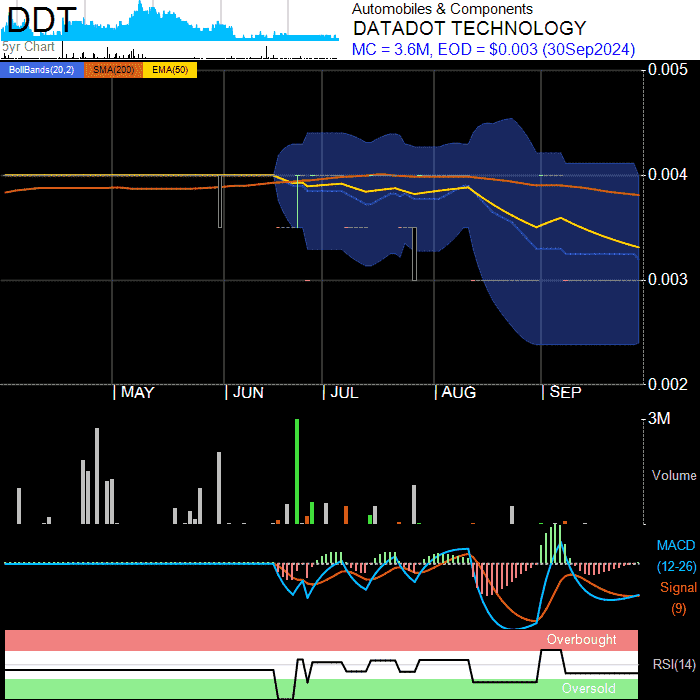 DDT
5yr Chart
Automobiles & Components
DATADOT TECHNOLOGY
MC = 3.6M, EOD = $0.003 (30Sep2024)
BollBands(20,2) SMA(200) EMA(50)
0.005
0.004
0.003
0.002
MAY JUN JUL AUG SEP
3M
Volume
MACD
(12-26)
Signal
(9)
Overbought
RSI(14)
Oversold